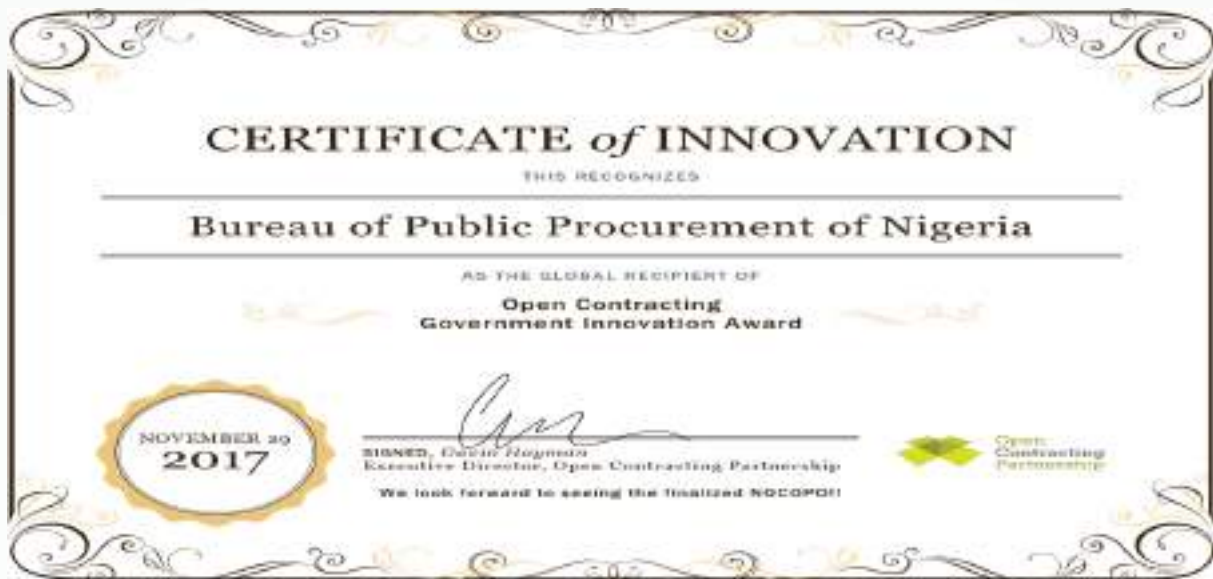 CERTIFICATE of INNOVATION
THIS RECOGNIZES
Bureau of Public Procurement of Nigeria
AS THE GLOBAL RECIPIENT OF
Open Contracting
Government Innovation Award
NOVEMBER 29
2017
SIGNED, Gavin Hayman
Executive Director, Open Contracting Partnership
We look forward to seeing the finalized NOCOPO!!
Open
Contracting
Partnership